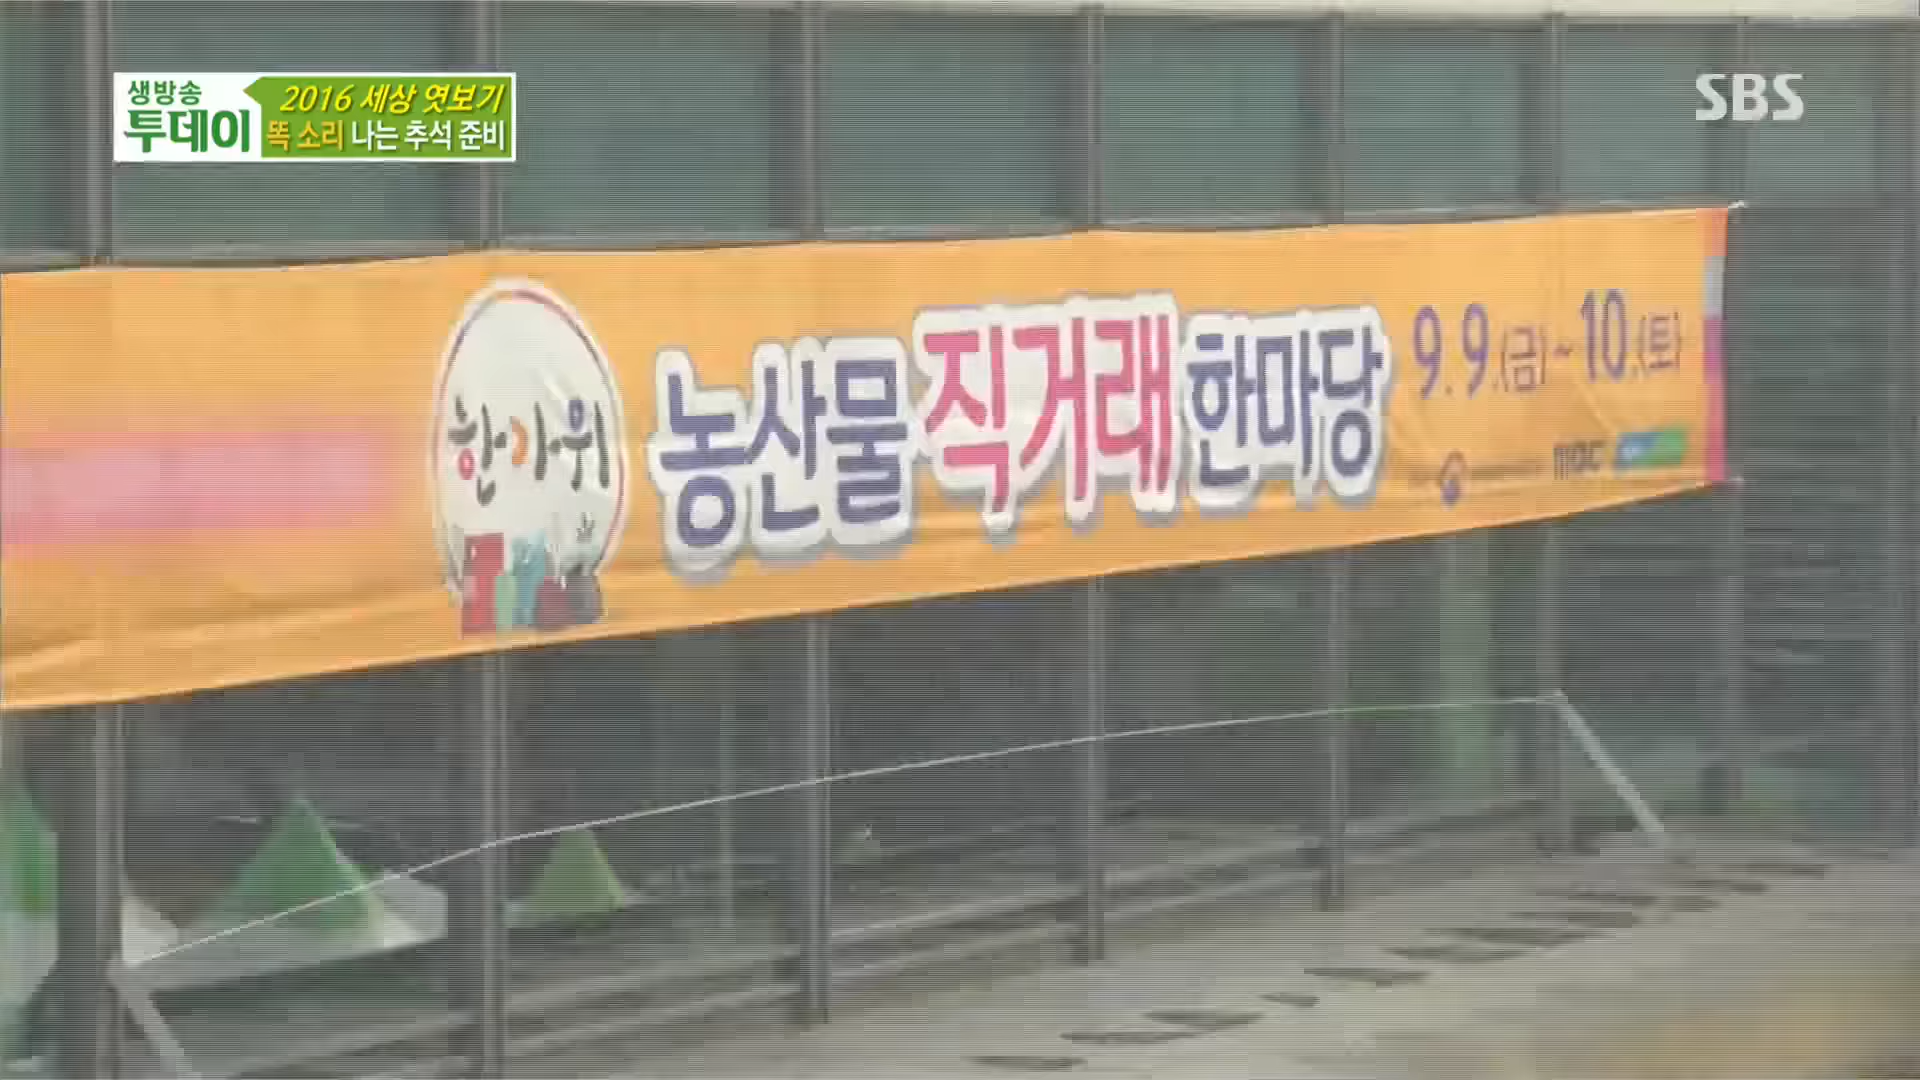 생방송
투데이
2016 세상 엿보기
똑 소리 나는 추석 준비
SBS
한가위
농산물 직거래 한마당
9. 9.(금)~10.(토)
MBC